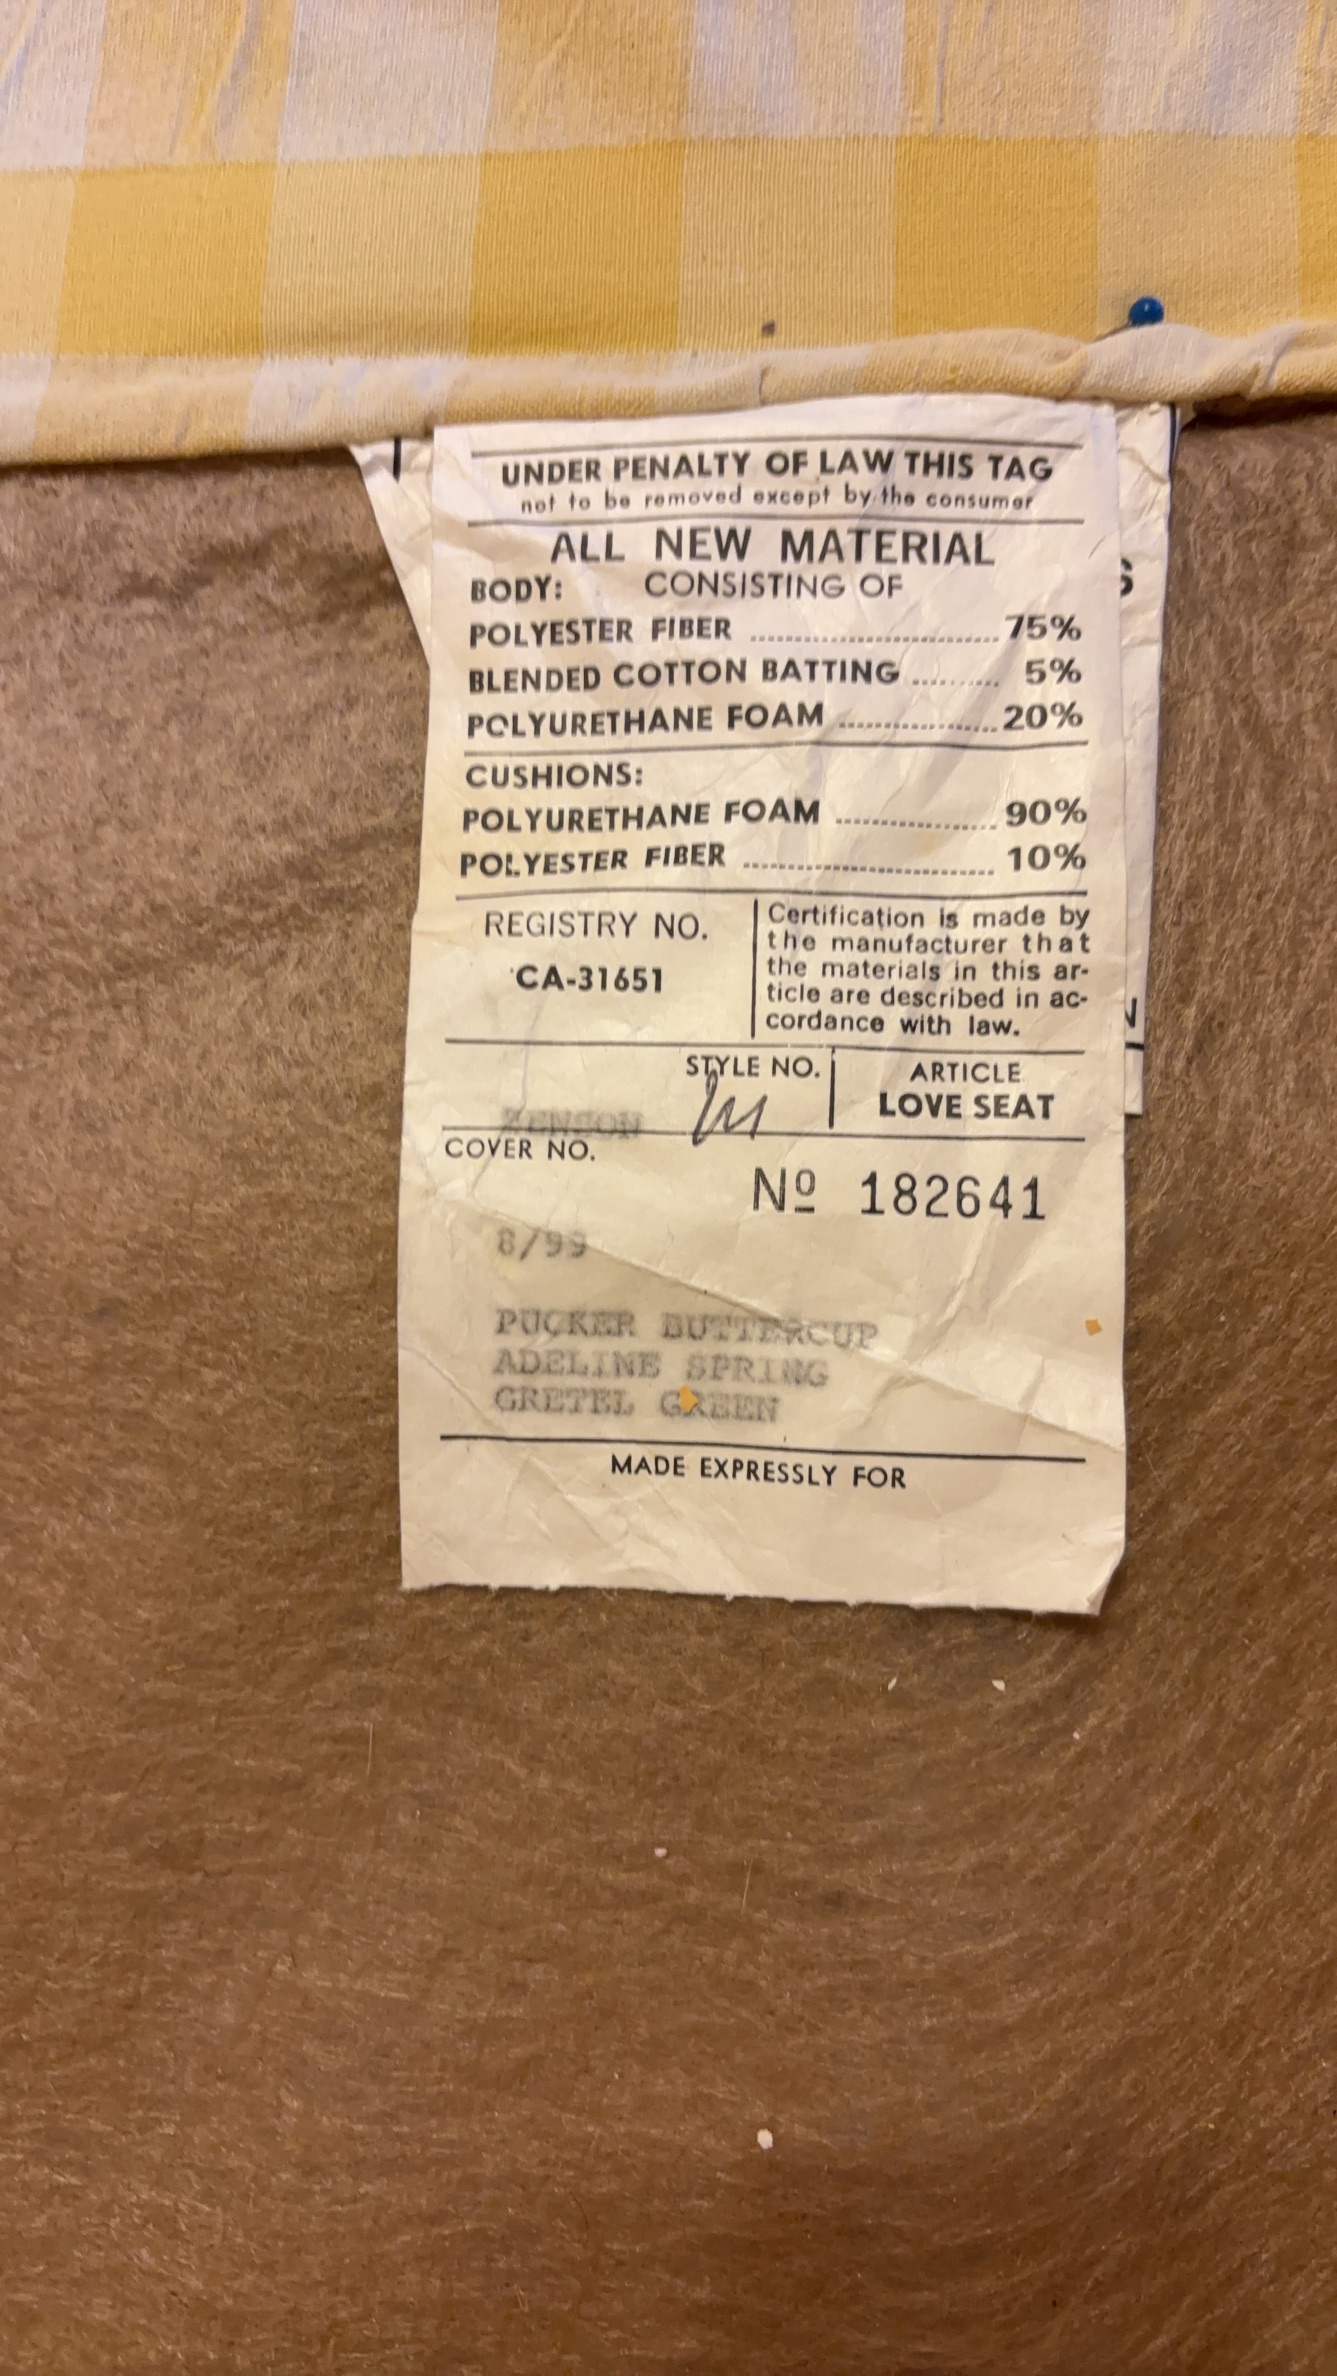 UNDER PENALTY OF LAW THIS TAG
not to be removed except by the consumer
ALL NEW MATERIAL
BODY: CONSISTING OF
POLYESTER FIBER ........................ 75%
BLENDED COTTON BATTING ......... 5%
POLYURETHANE FOAM ................ 20%
CUSHIONS:
POLYURETHANE FOAM ................ 90%
POLYESTER FIBER ........................ 10%
REGISTRY NO.
CA-31651
Certification is made by
the manufacturer that
the materials in this ar-
ticle are described in ac-
cordance with law.
STYLE NO.
ARTICLE
LOVE SEAT
COVER NO.
Nº 182641
8/99
PUCKER BUTTERCUP
ADELINE SPRING
GRETEL GREEN
MADE EXPRESSLY FOR